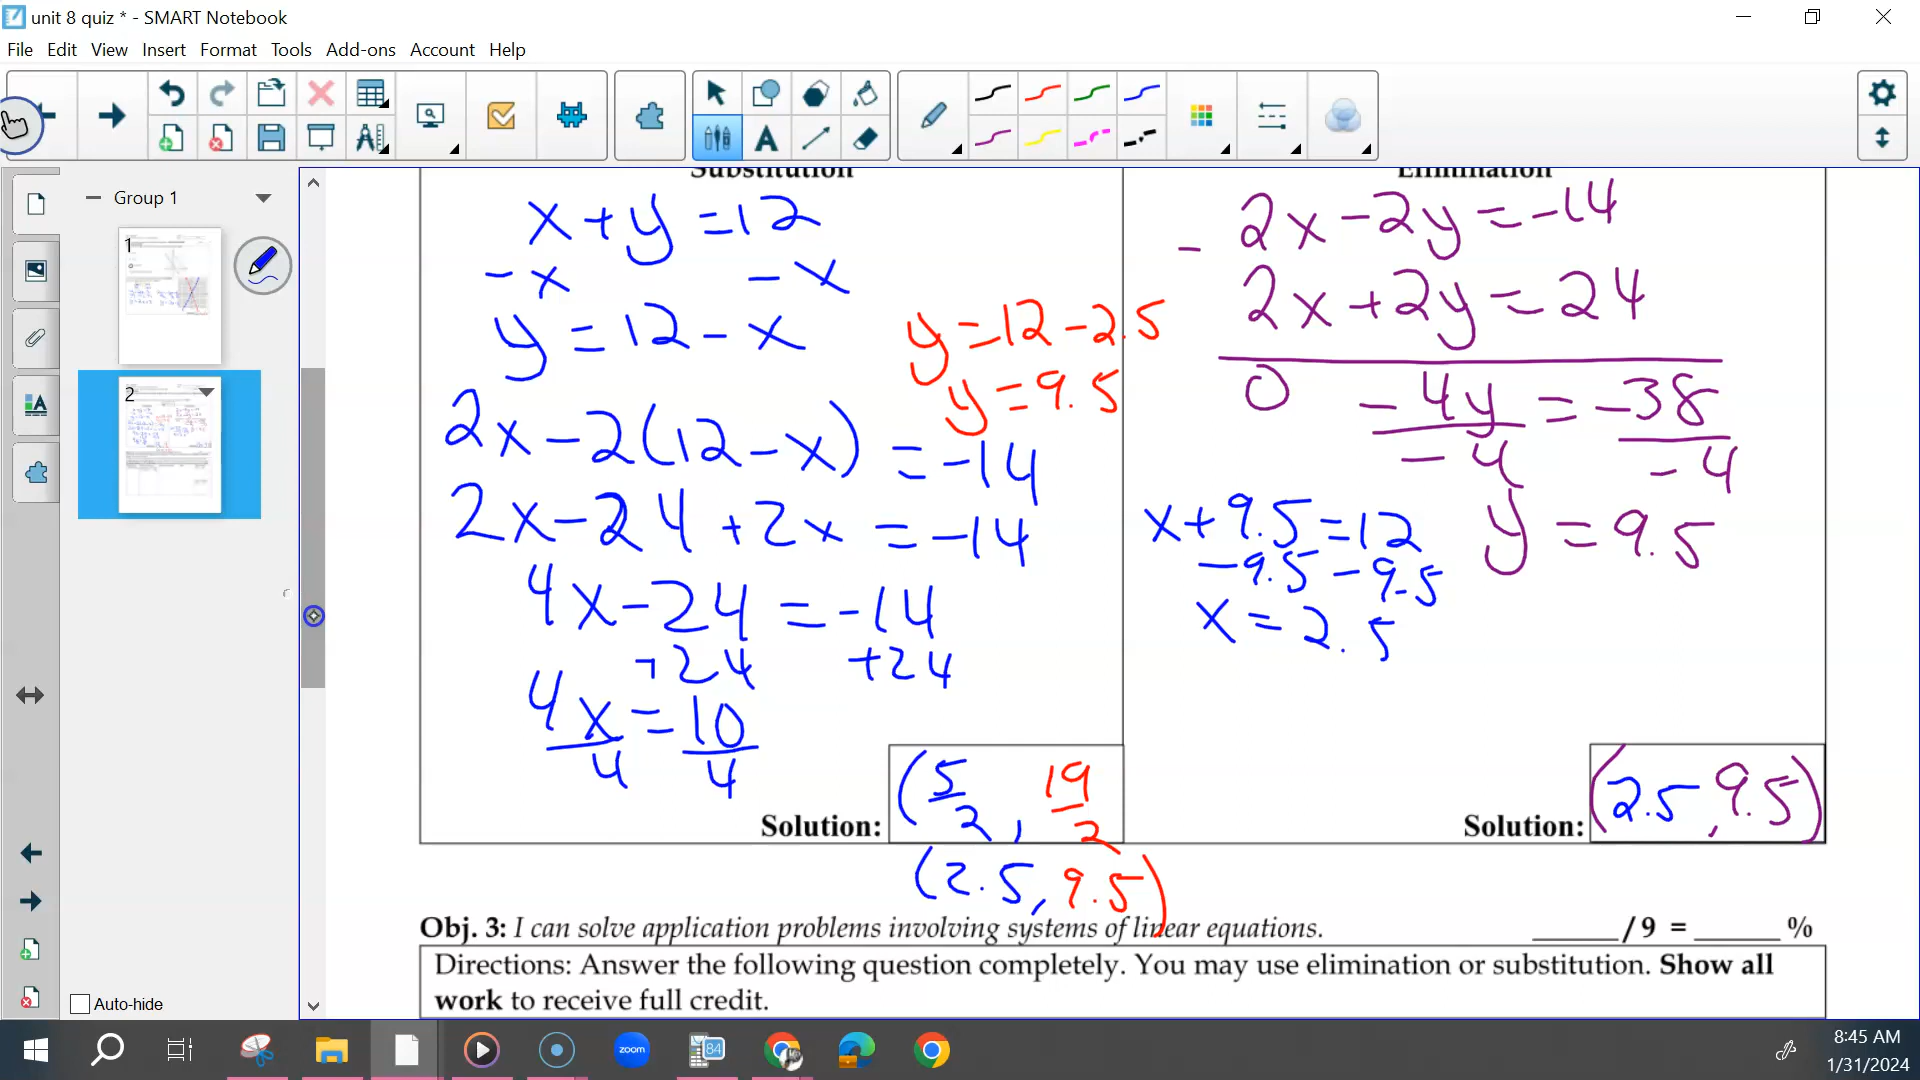 unit 8 quiz * - SMART Notebook
File Edit View Insert Format Tools Add-ons Account Help
Group 1
1
2
Auto-hide
Substitution
x + y = 12
- x - x
y = 12 - x
y = 12 - 2.5
y = 9.5
2x - 2(12 - x) = -14
2x - 24 + 2x = -14
4x - 24 = -14
+24 +24
4x = 10
4 4
Solution: (5/2, 19/2)
(2.5, 9.5)
Elimination
2x - 2y = -14
- 2x + 2y = 24
0 - 4y = -38
-4 -4
y = 9.5
x + 9.5 = 12
- 9.5 - 9.5
x = 2.5
Solution: (2.5, 9.5)
Obj. 3: I can solve application problems involving systems of linear equations. ______ / 9 = ______ %
Directions: Answer the following question completely. You may use elimination or substitution. Show all
work to receive full credit.
zoom
84
8:45 AM
1/31/2024